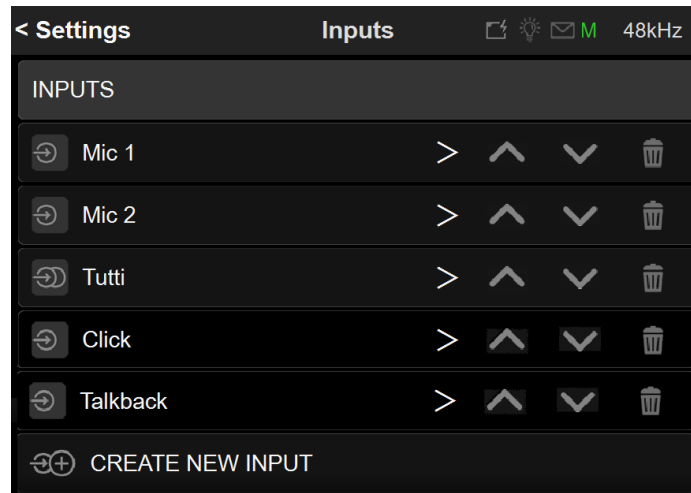 < Settings Inputs M 48kHz
INPUTS
Mic 1 >
Mic 2 >
Tutti >
Click >
Talkback >
CREATE NEW INPUT